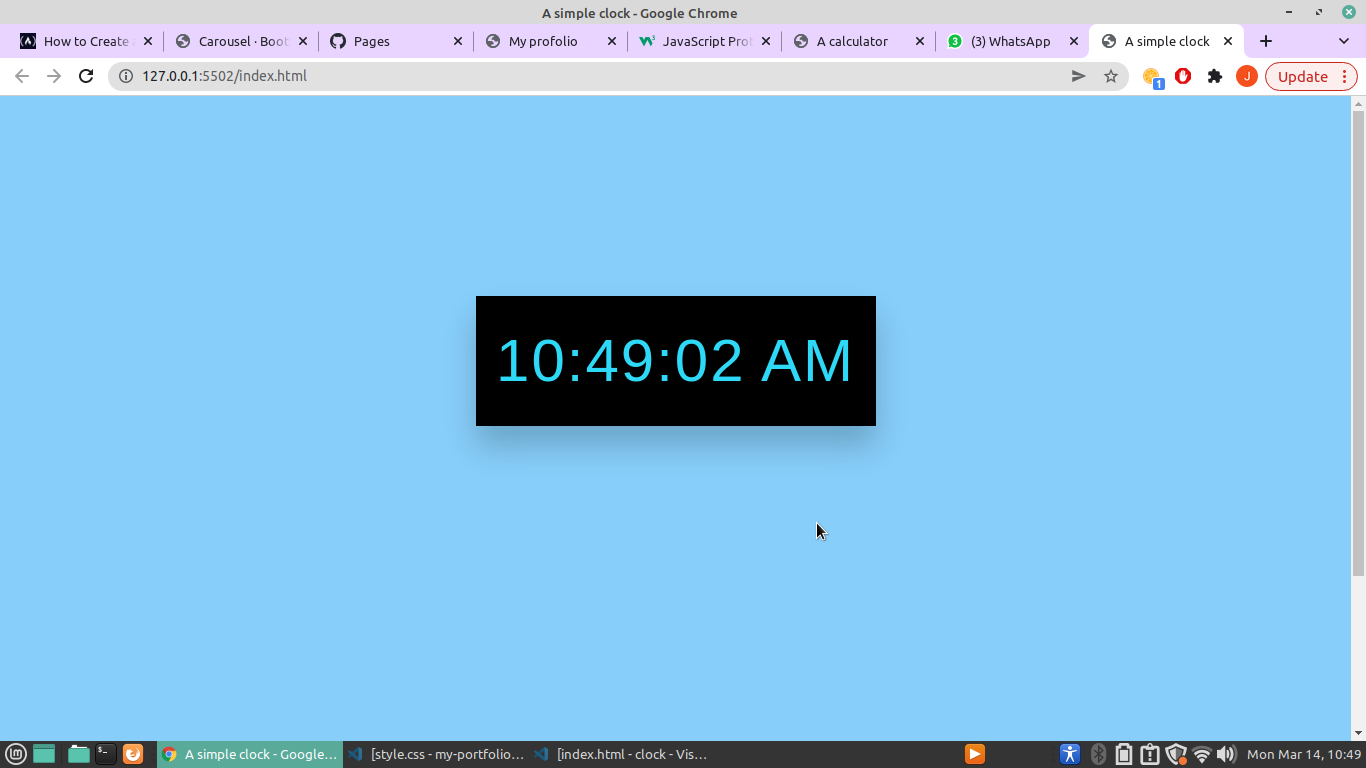 A simple clock - Google Chrome
How to Create
Carousel · Boot
Pages
My profolio
JavaScript Pro
(3) WhatsApp
A calculator
A simple clock
127.0.0.1:5502/index.html
1
J
Update
10:49:02 AM
A simple clock - Google...
[style.css - my-portfolio...
[index.html - clock - Vis...
Mon Mar 14, 10:49